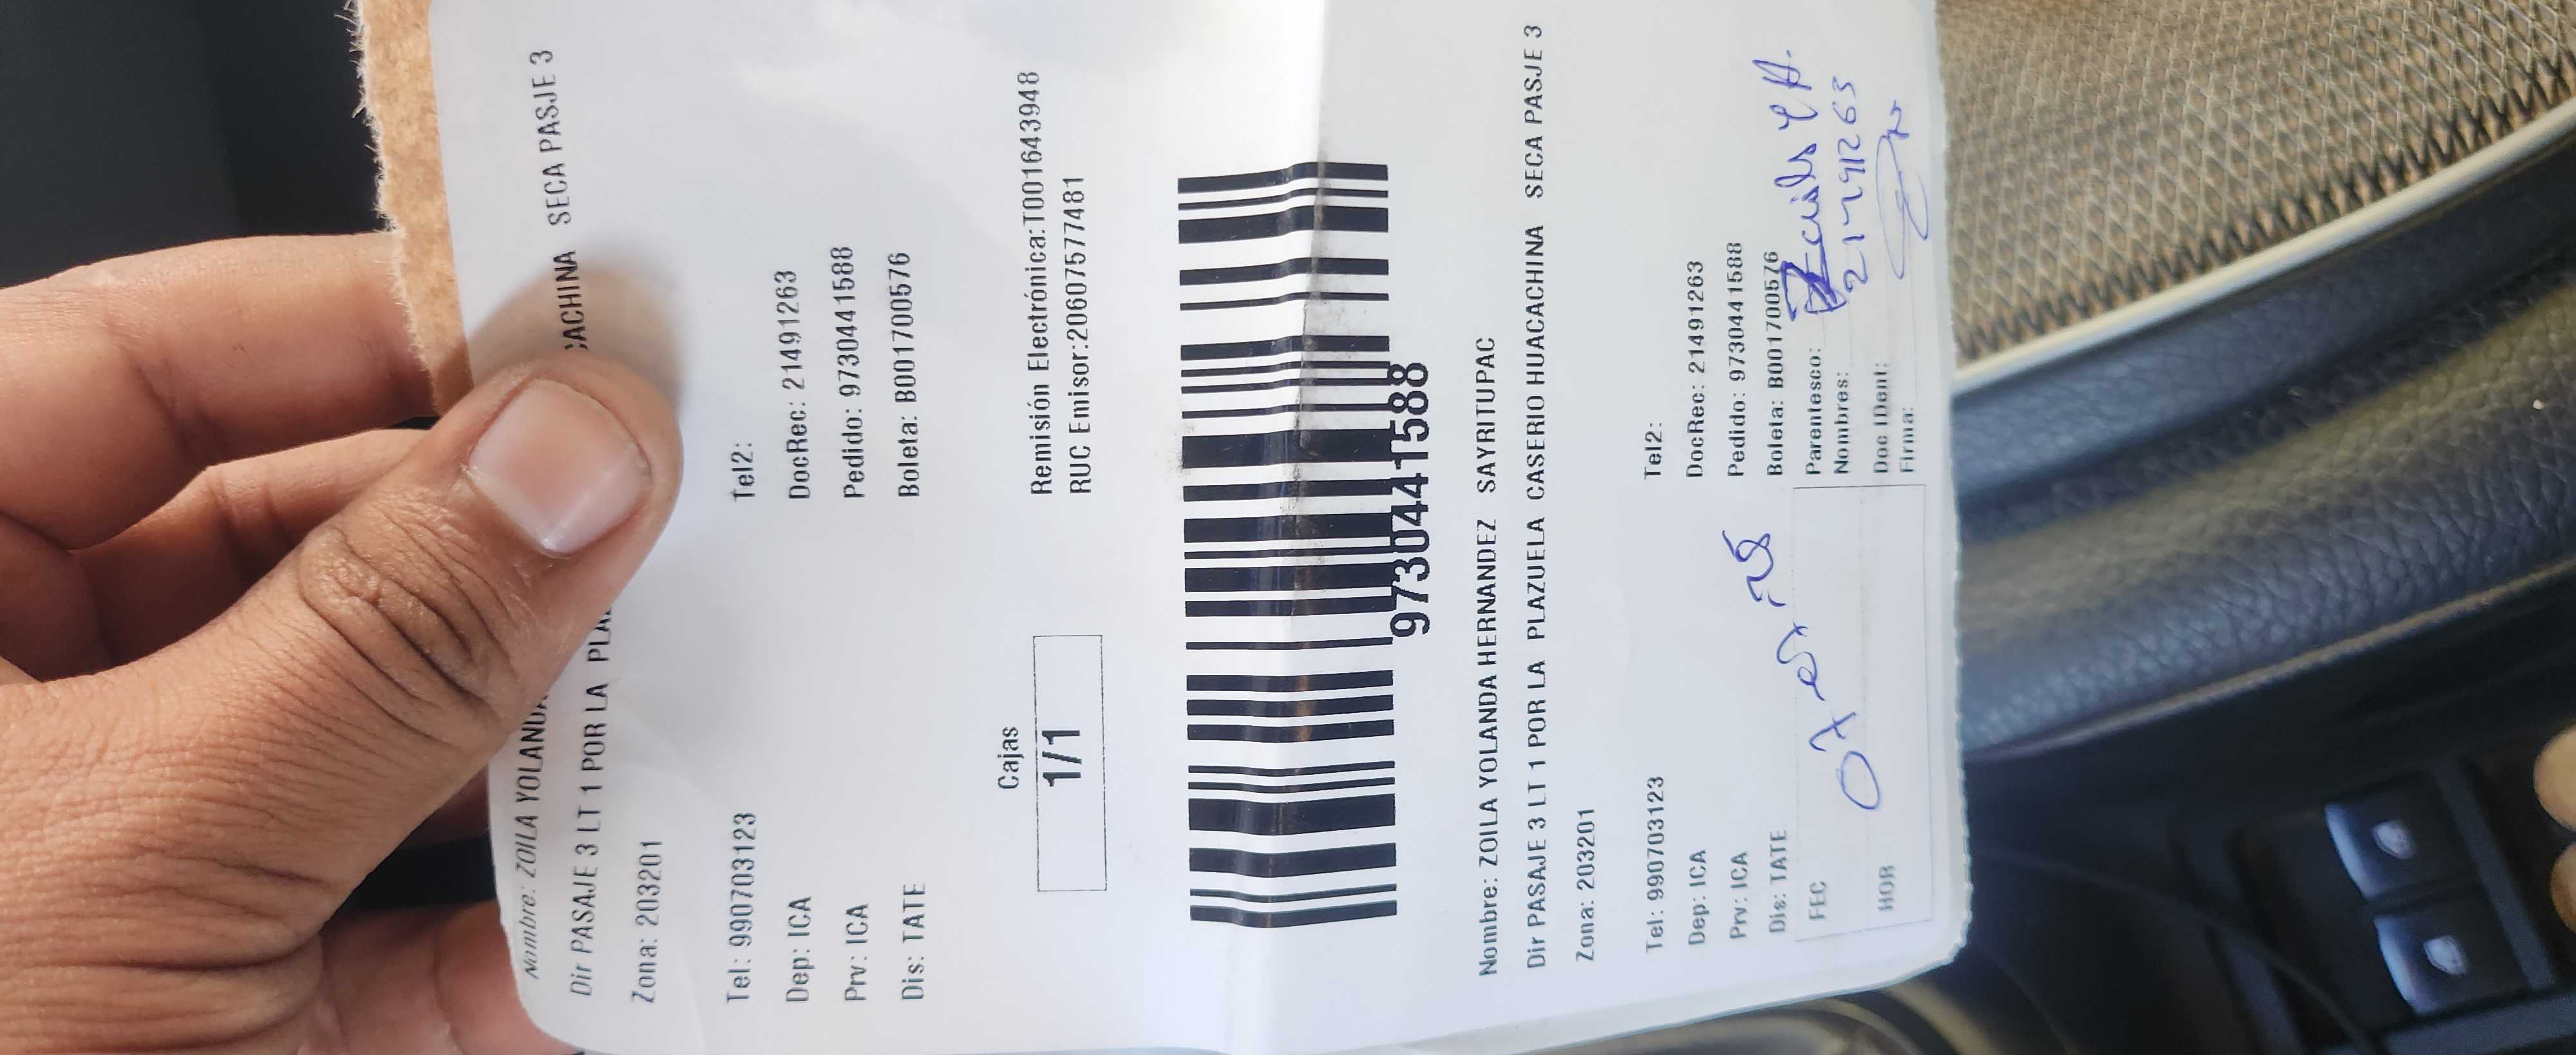 Nombre: ZOILA YOLANDA
Dir PASAJE 3 LT 1 POR LA PLA CACHINA SECA PASJE 3
Zona: 203201
Tel: 990703123 Tel2:
Dep: ICA DocRec: 21491263
Prv: ICA Pedido: 97304441588
Dis: TATE Boleta: B001700576
Cajas
1/1
Remisión Electrónica:T001643948
RUC Emisor:20607577481
9730441588
Nombre: ZOILA YOLANDA HERNANDEZ SAYRITUPAC
Dir PASAJE 3 LT 1 POR LA PLAZUELA CASERIO HUACACHINA SECA PASJE 3
Zona: 203201
Tel: 990703123 Tel2:
Dep: ICA DocRec: 21491263
Prv: ICA Pedido: 9730441588
Dis: TATE Boleta: B001700576
FEC
HOR
Parentesco:
Nombres:
21491263
Doc IDent:
Firma: